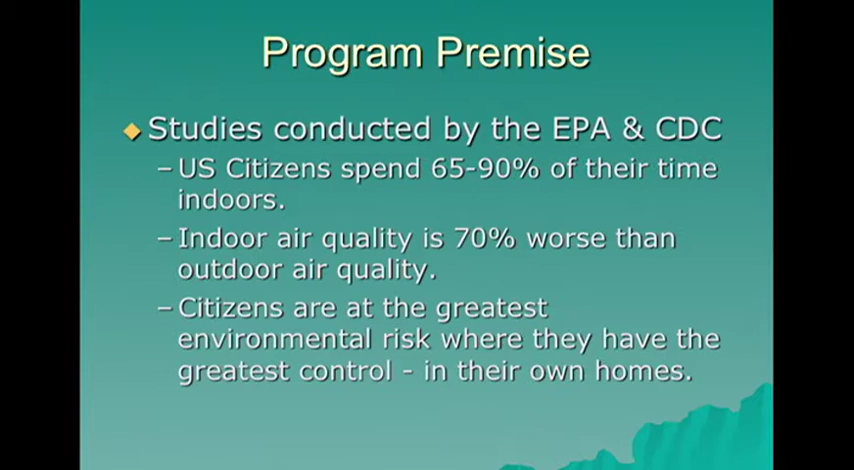 Program Premise
Studies conducted by the EPA & CDC
– US Citizens spend 65-90% of their time
indoors.
– Indoor air quality is 70% worse than
outdoor air quality.
– Citizens are at the greatest
environmental risk where they have the
greatest control - in their own homes.